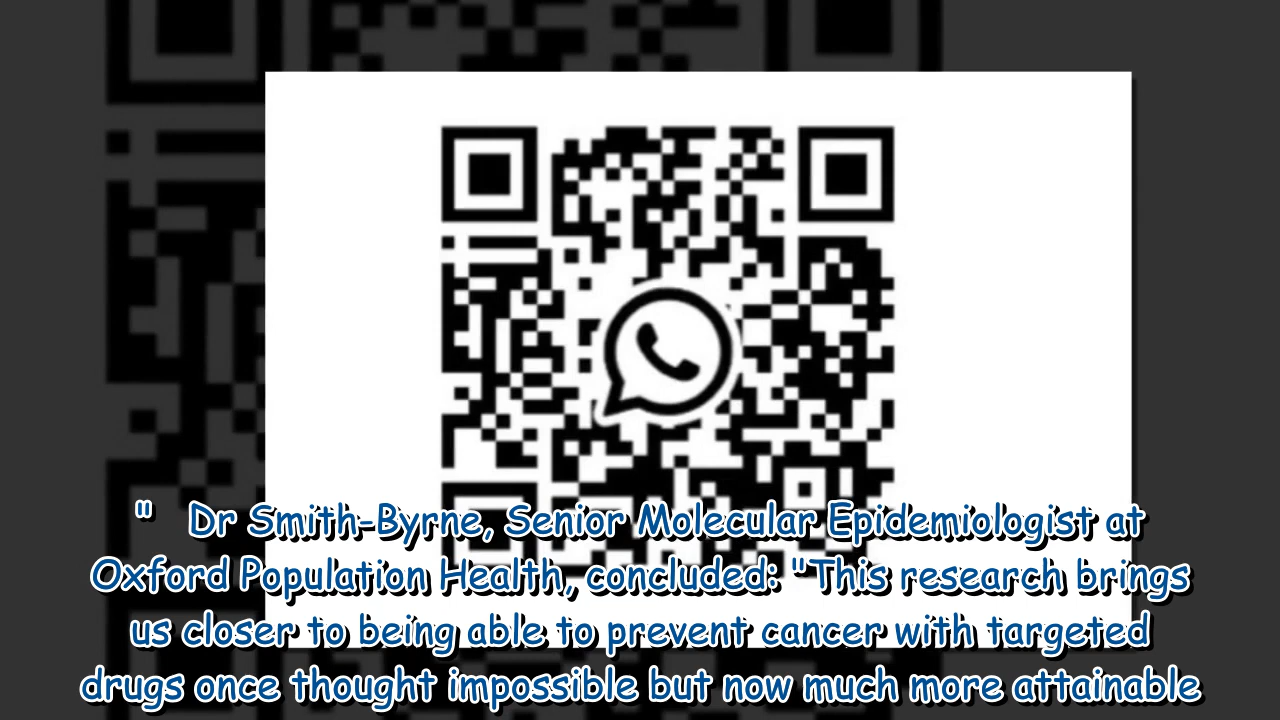 " Dr Smith-Byrne, Senior Molecular Epidemiologist at
Oxford Population Health, concluded: "This research brings
us closer to being able to prevent cancer with targeted
drugs once thought impossible but now much more attainable